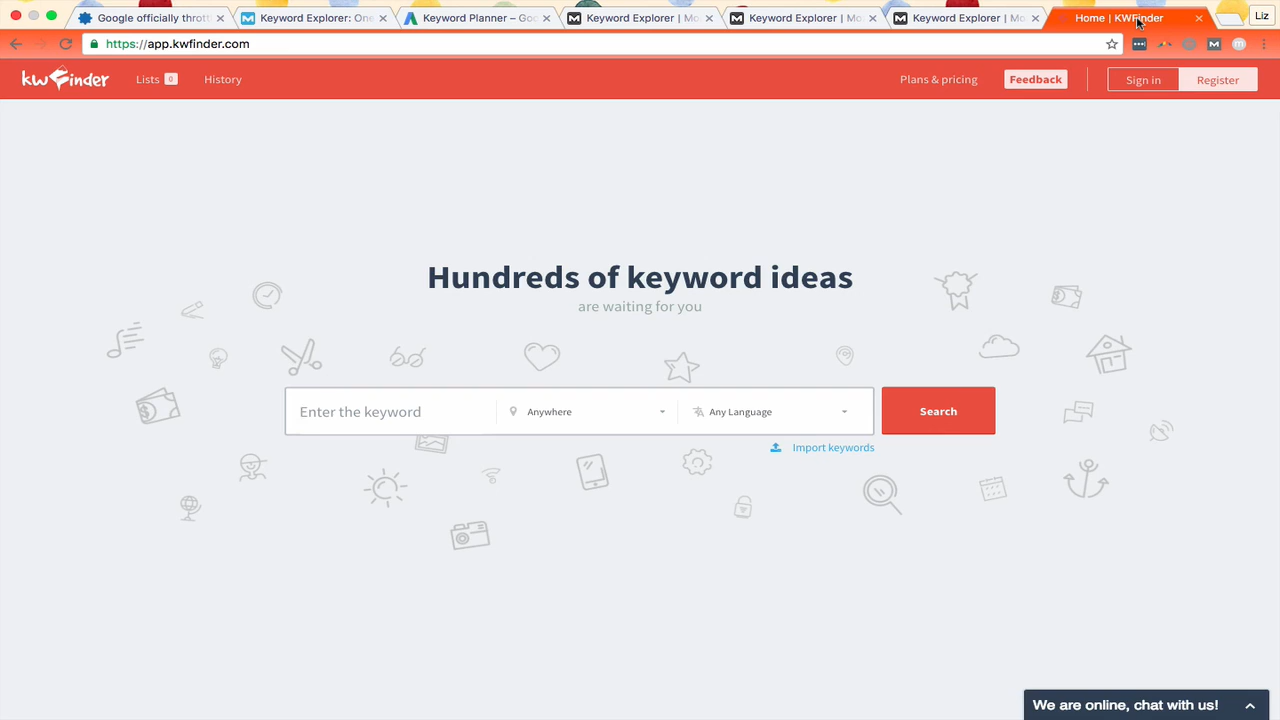 Google officially thrott
Keyword Explorer: One
Keyword Planner – Goo
Keyword Explorer | Mo
Keyword Explorer | Mo
Keyword Explorer | Mo
Home | KWFinder
Liz
https://app.kwfinder.com
kwfinder
Lists 0
History
Plans & pricing
Feedback
Sign in
Register
Hundreds of keyword ideas
are waiting for you
Enter the keyword
Anywhere
Any Language
Search
Import keywords
We are online, chat with us!